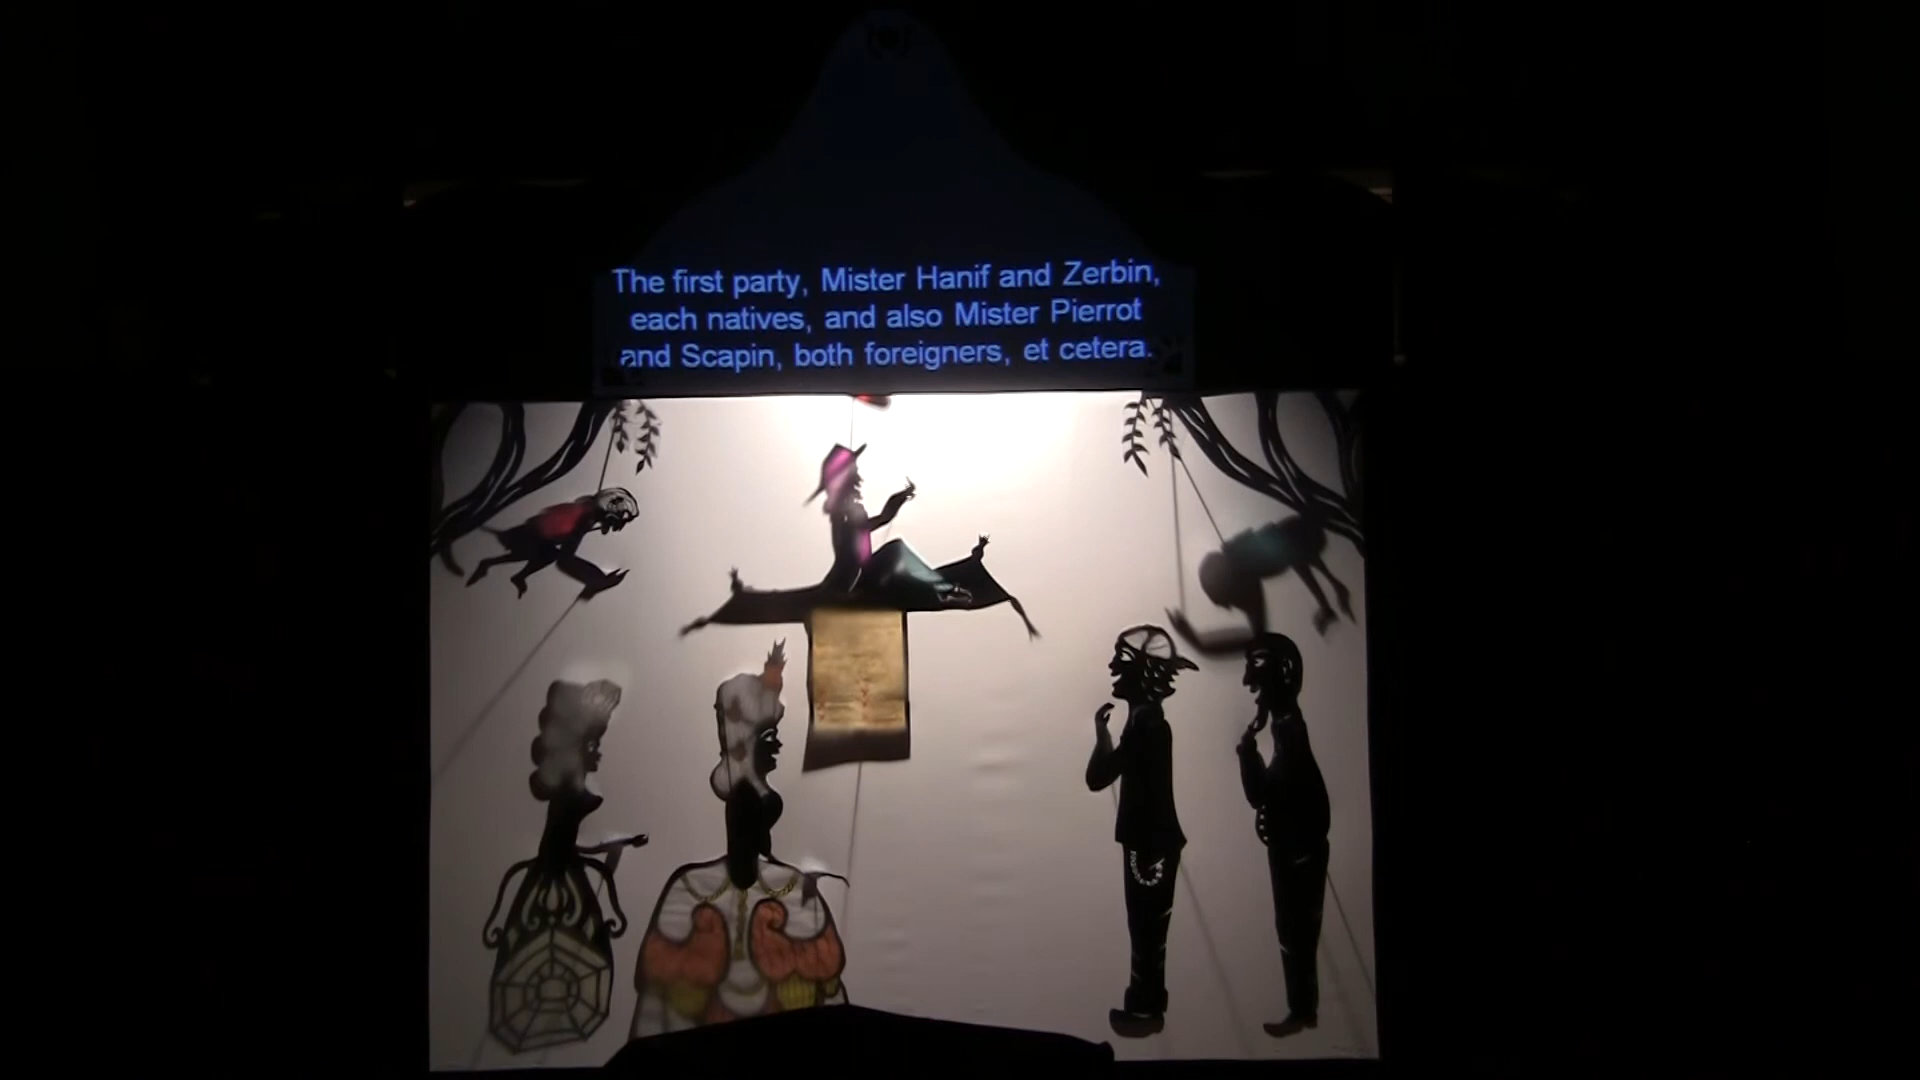 The first party, Mister Hanif and Zerbin,
each natives, and also Mister Pierrot
and Scapin, both foreigners, et cetera.